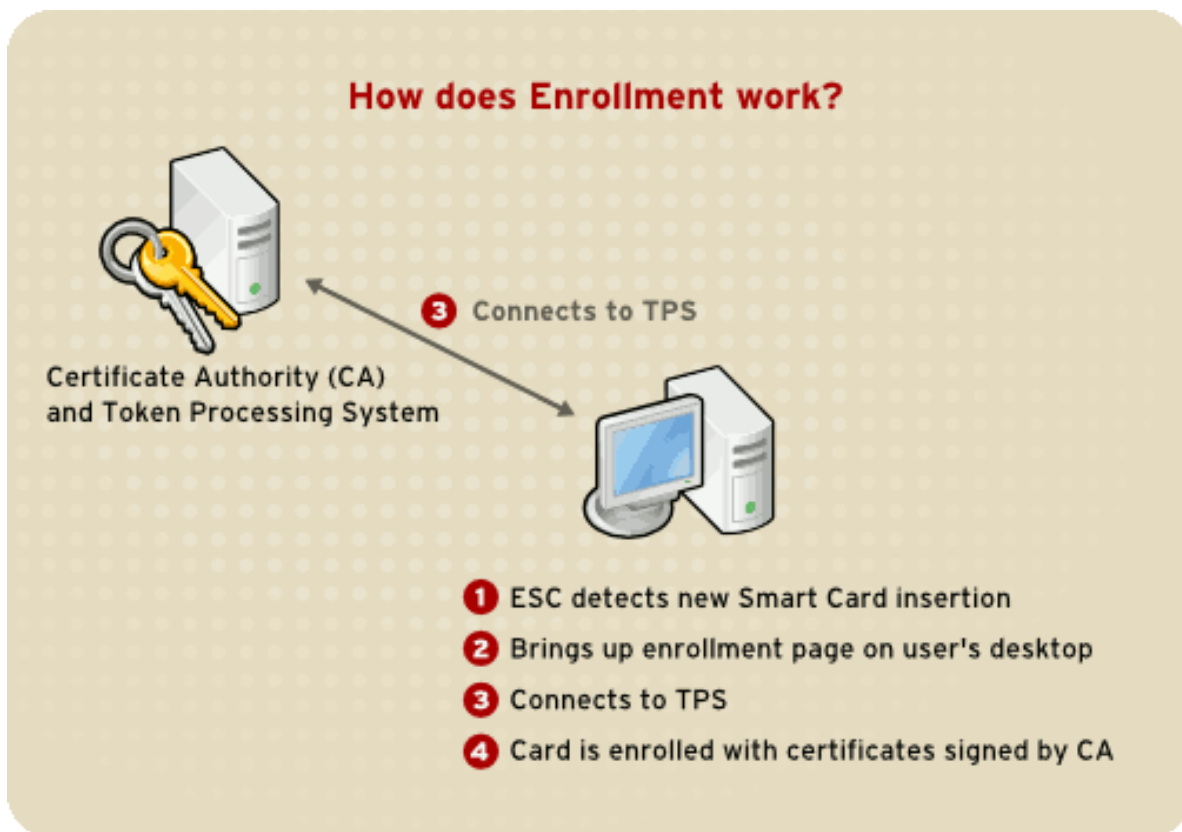 How does Enrollment work?
3 Connects to TPS
Certificate Authority (CA)
and Token Processing System
1 ESC detects new Smart Card insertion
2 Brings up enrollment page on user's desktop
3 Connects to TPS
4 Card is enrolled with certificates signed by CA